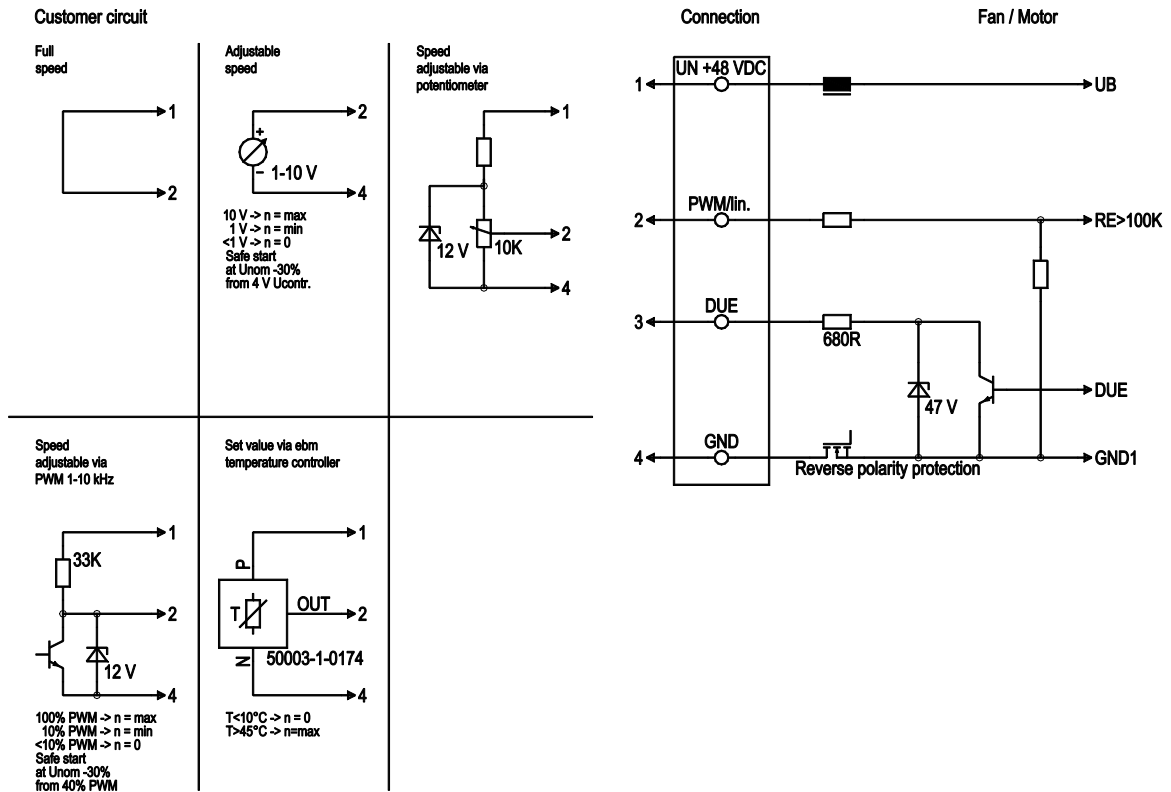 Customer circuit
Full
speed
1
2
Adjustable
speed
2
+
1-10 V
–
4
10 V -> n = max
1 V -> n = min
<1 V -> n = 0
Safe start
at Unom -30%
from 4 V Ucontr.
Speed
adjustable via
potentiometer
1
2
12 V
10K
4
Speed
adjustable via
PWM 1-10 kHz
1
33K
2
12 V
4
100% PWM -> n = max
10% PWM -> n = min
<10% PWM -> n = 0
Safe start
at Unom -30%
from 40% PWM
Set value via ebm
temperature controller
1
P
T
OUT
2
N
50003-1-0174
4
T<10°C -> n = 0
T>45°C -> n=max
Connection
Fan / Motor
UN +48 VDC
1
UB
PWM/lin.
2
RE>100K
DUE
3
680R
47 V
DUE
GND
4
GND1
Reverse polarity protection